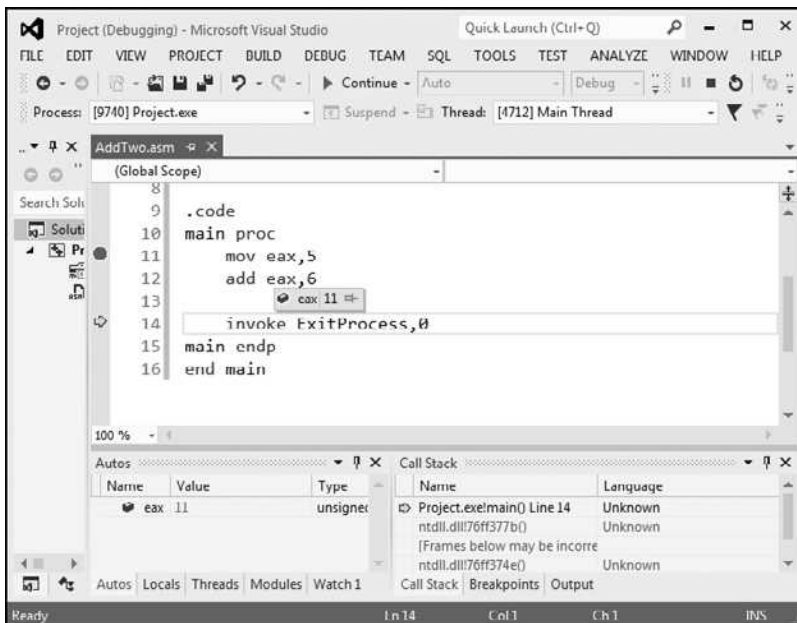 Project (Debugging) - Microsoft Visual Studio
Quick Launch (Ctrl+Q)
FILE EDIT VIEW PROJECT BUILD DEBUG TEAM SQL TOOLS TEST ANALYZE WINDOW HELP
Continue Auto Debug
Process: [9740] Project.exe Suspend Thread: [4712] Main Thread
AddTwo.asm
(Global Scope)
Search Solu
Soluti
Pr
8
9 .code
10 main proc
11 mov eax,5
12 add eax,6
eax 11
13
14 invoke ExitProcess,0
15 main endp
16 end main
100 %
Autos
Name Value Type
eax 11 unsigned
Autos Locals Threads Modules Watch 1
Call Stack
Name Language
Project.exe!main() Line 14 Unknown
ntdll.dll!76ff377b() Unknown
[Frames below may be incorre
ntdll.dll!76ff374e() Unknown
Call Stack Breakpoints Output
Ready Ln 14 Col 1 Ch 1 INS